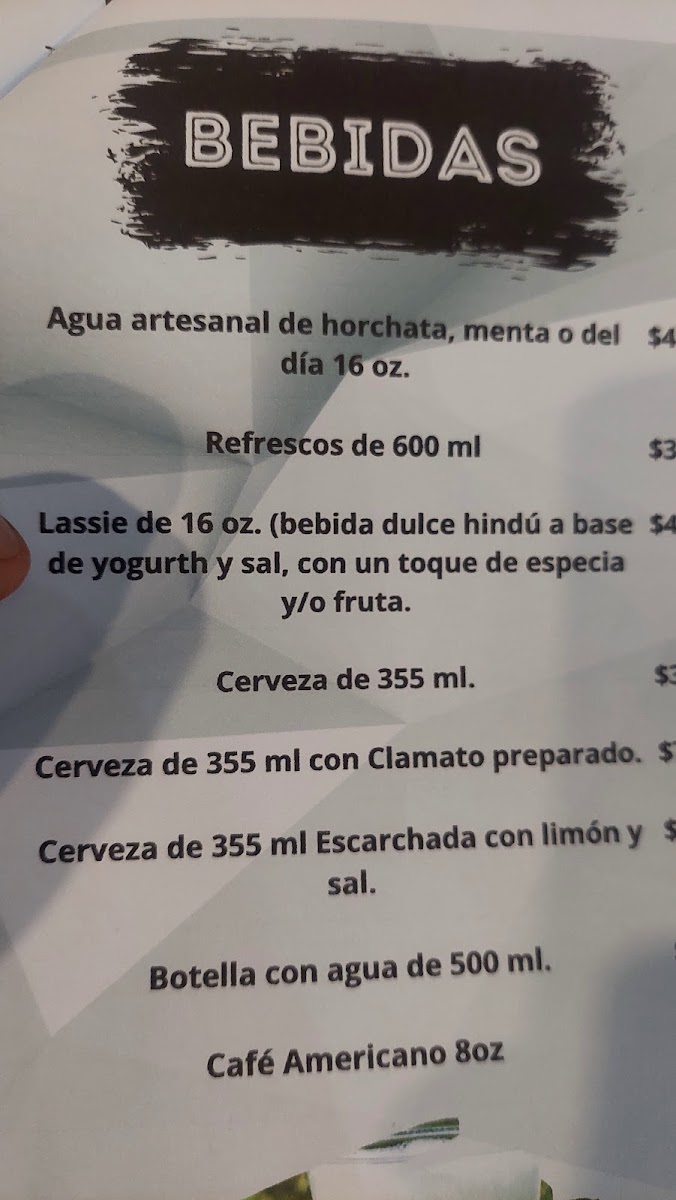 BEBIDAS
Agua artesanal de horchata, menta o del $4
día 16 oz.
Refrescos de 600 ml $3
Lassie de 16 oz. (bebida dulce hindú a base $4
de yogurth y sal, con un toque de especia
y/o fruta.
Cerveza de 355 ml. $3
Cerveza de 355 ml con Clamato preparado. $
Cerveza de 355 ml Escarchada con limón y $
sal.
Botella con agua de 500 ml.
Café Americano 8oz